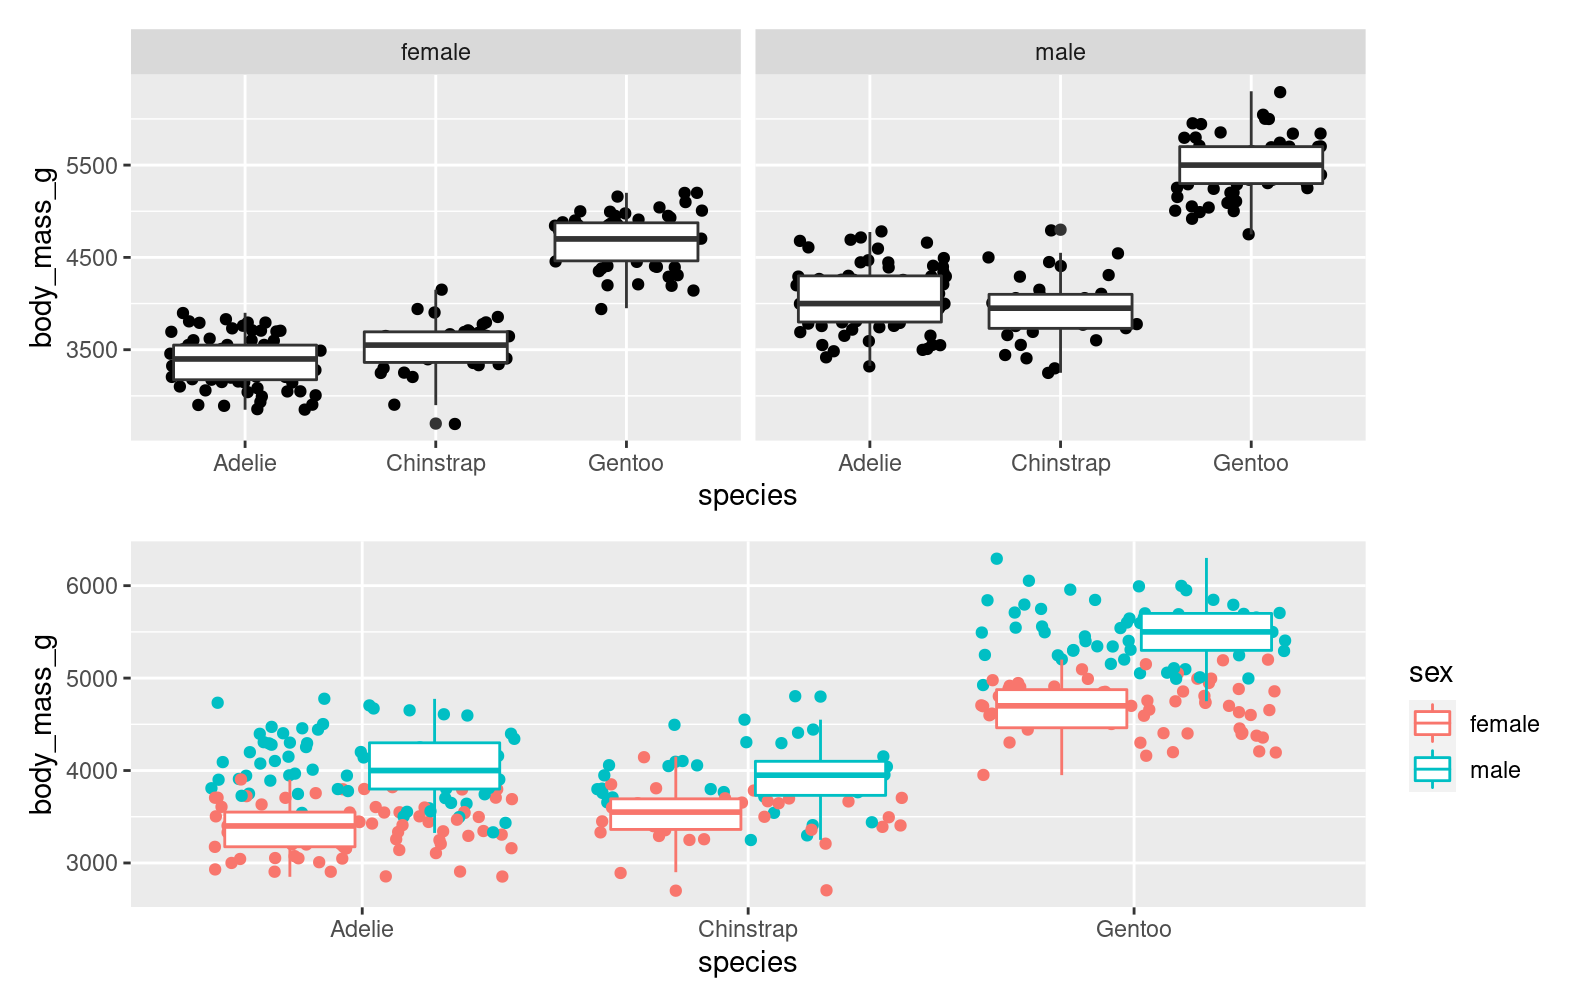 female male
body_mass_g
5500
4500
3500
Adelie Chinstrap Gentoo Adelie Chinstrap Gentoo
species
body_mass_g
6000
5000
4000
3000
Adelie Chinstrap Gentoo
species
sex
female
male